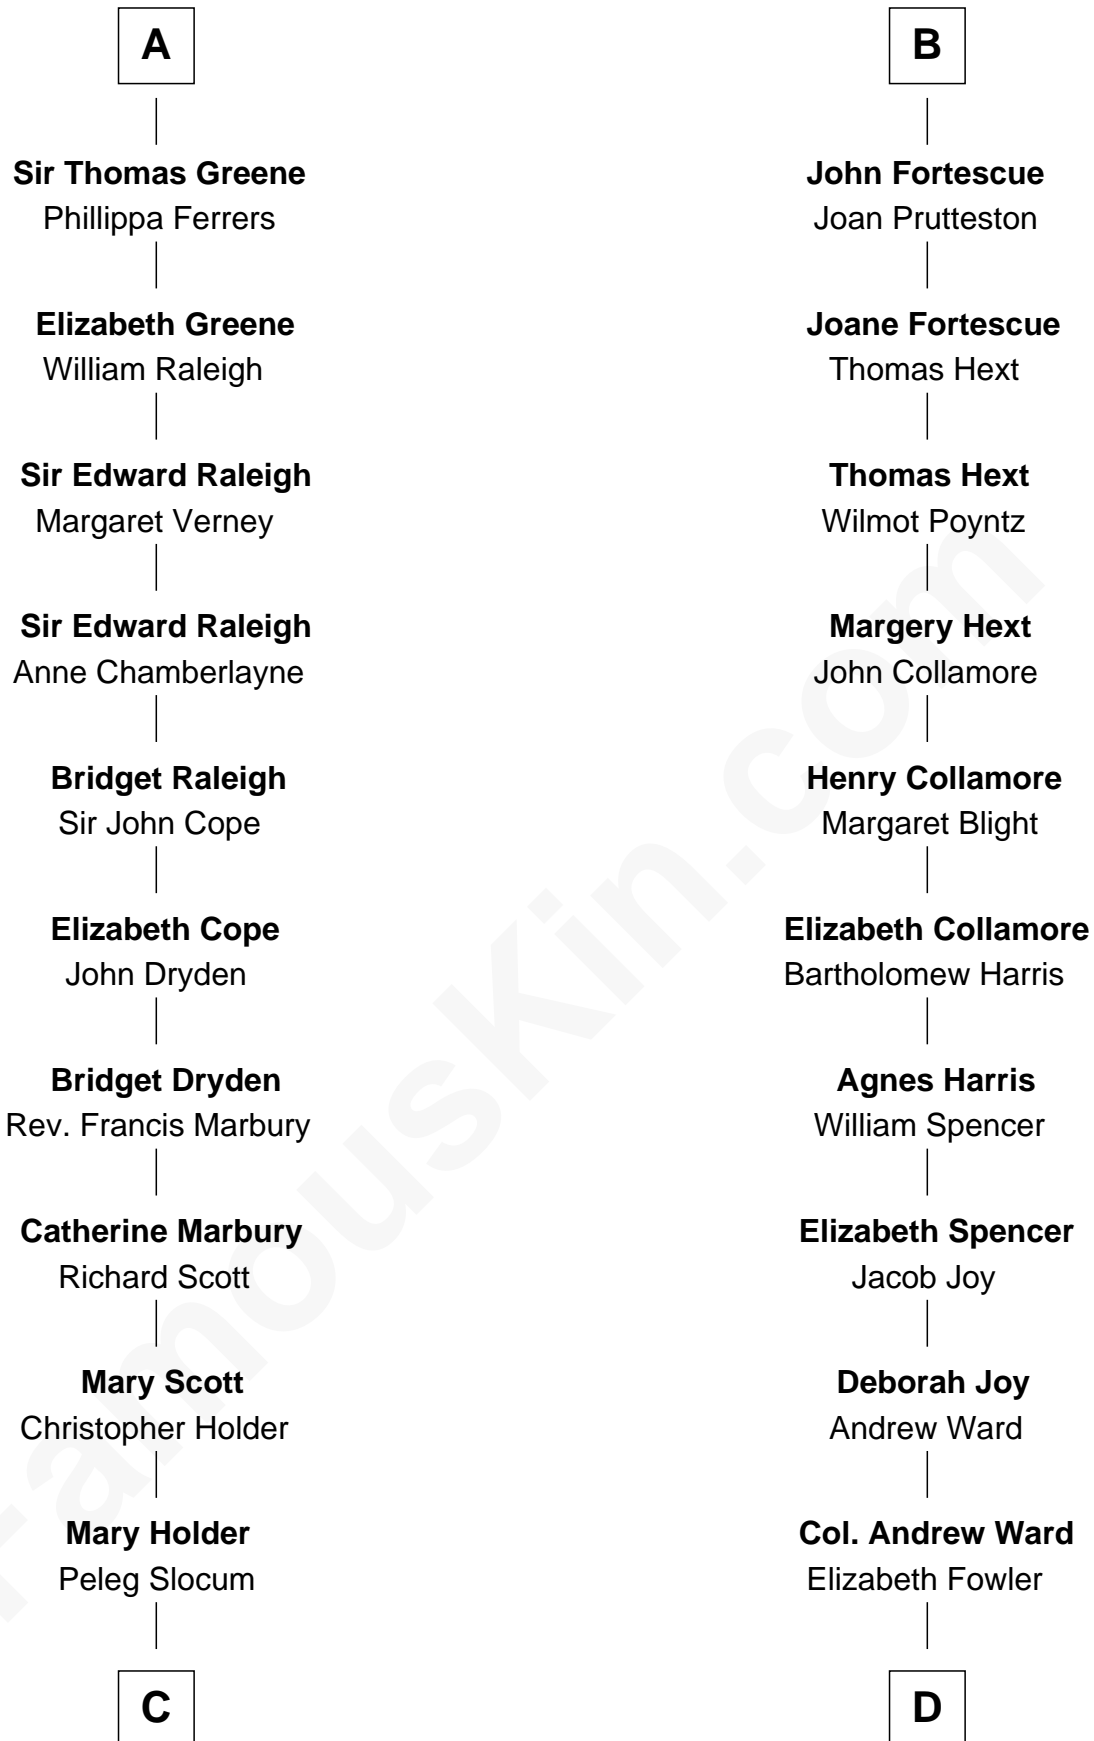 A
Sir Thomas Greene
Phillippa Ferrers
Elizabeth Greene
William Raleigh
Sir Edward Raleigh
Margaret Verney
Sir Edward Raleigh
Anne Chamberlayne
Bridget Raleigh
Sir John Cope
Elizabeth Cope
John Dryden
Bridget Dryden
Rev. Francis Marbury
Catherine Marbury
Richard Scott
Mary Scott
Christopher Holder
Mary Holder
Peleg Slocum
C
B
John Fortescue
Joan Prutteston
Joane Fortescue
Thomas Hext
Thomas Hext
Wilmot Poyntz
Margery Hext
John Collamore
Henry Collamore
Margaret Blight
Elizabeth Collamore
Bartholomew Harris
Agnes Harris
William Spencer
Elizabeth Spencer
Jacob Joy
Deborah Joy
Andrew Ward
Col. Andrew Ward
Elizabeth Fowler
D
FamousKin.com